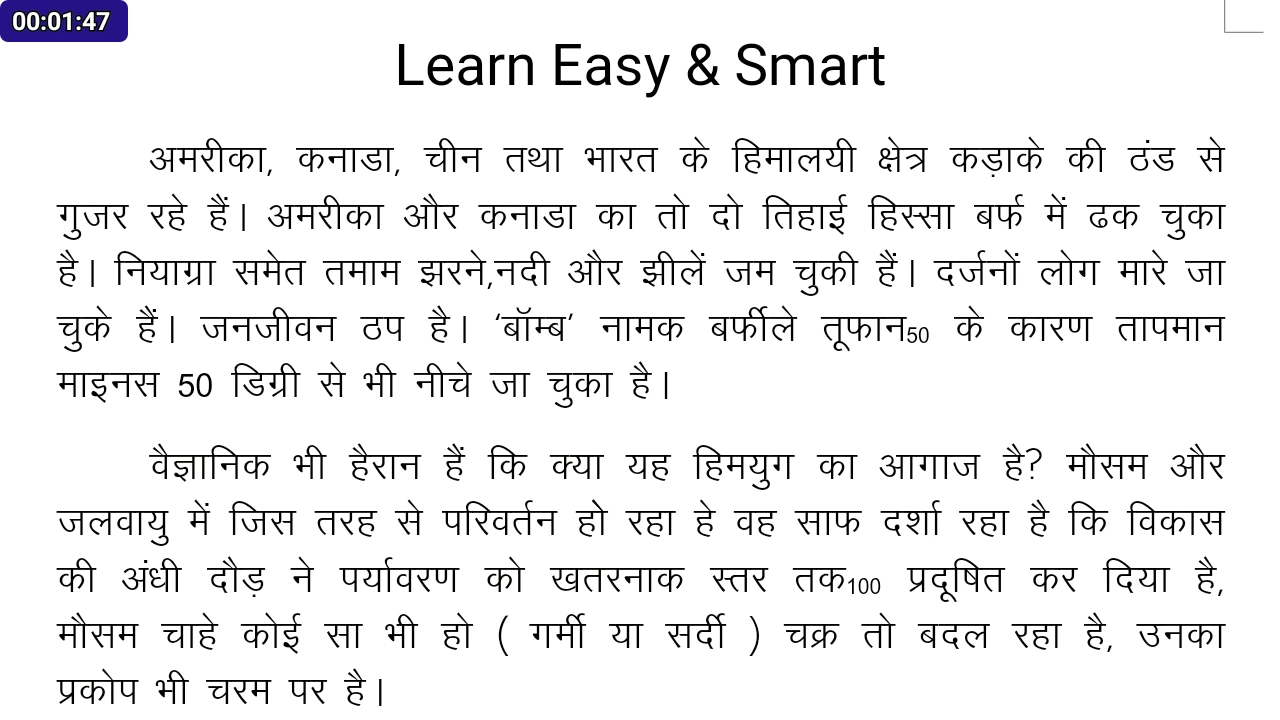 00:01:47
Learn Easy & Smart
अमरीका, कनाडा, चीन तथा भारत के हिमालयी क्षेत्र कड़ाके की ठंड से
गुजर रहे हैं। अमरीका और कनाडा का तो दो तिहाई हिस्सा बर्फ में ढक चुका
है। नियाग्रा समेत तमाम झरने,नदी और झीलें जम चुकी हैं। दर्जनों लोग मारे जा
चुके हैं। जनजीवन ठप है। ‘बॉम्ब’ नामक बर्फीले तूफान50 के कारण तापमान
माइनस 50 डिग्री से भी नीचे जा चुका है।
वैज्ञानिक भी हैरान हैं कि क्या यह हिमयुग का आगाज है? मौसम और
जलवायु में जिस तरह से परिवर्तन हो रहा हे वह साफ दर्शा रहा है कि विकास
की अंधी दौड़ ने पर्यावरण को खतरनाक स्तर तक100 प्रदूषित कर दिया है,
मौसम चाहे कोई सा भी हो ( गर्मी या सर्दी ) चक्र तो बदल रहा है, उनका
प्रकोप भी चरम पर है।